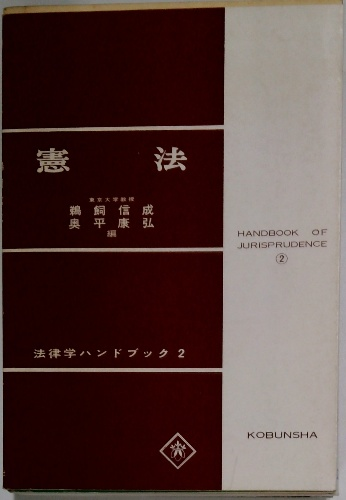 憲 法
東京大学教授
鵜飼信成
奥平康弘
編
法律学ハンドブック 2
HANDBOOK OF
JURISPRUDENCE
②
KOBUNSHA